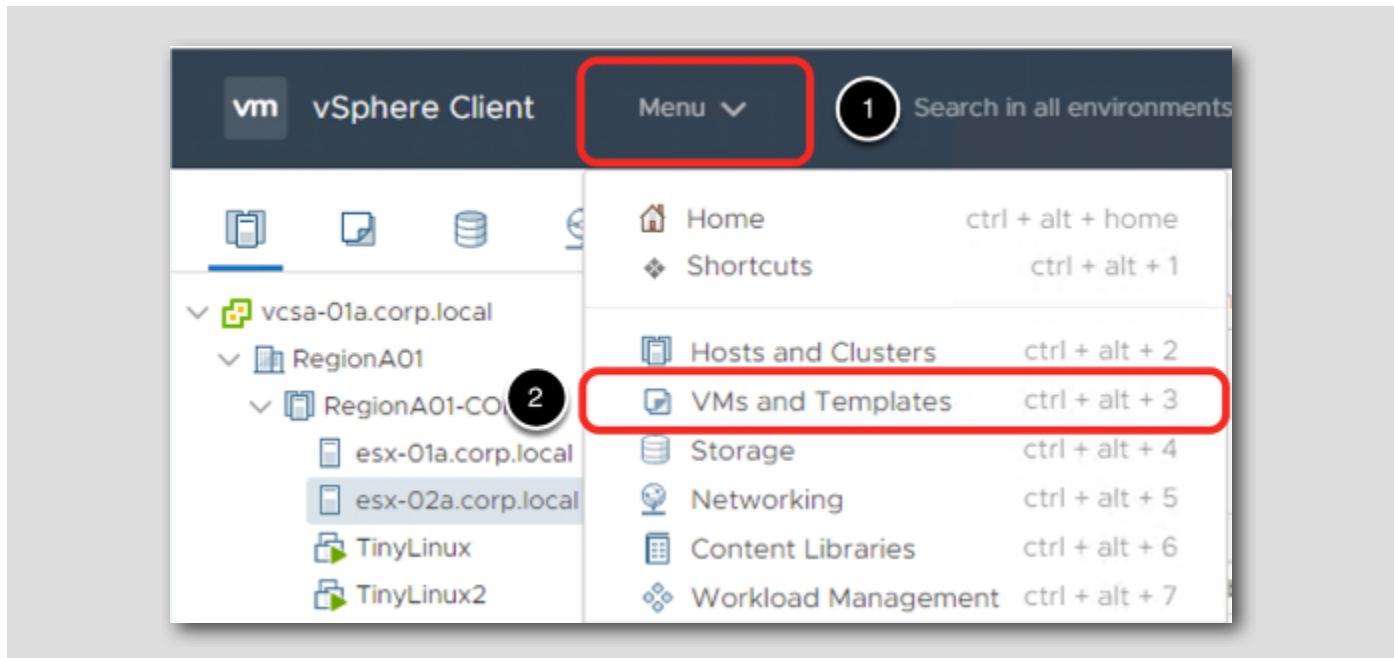 vm vSphere Client Menu 1 Search in all environments
Home ctrl + alt + home
Shortcuts ctrl + alt + 1
vcsa-01a.corp.local
RegionA01 Hosts and Clusters ctrl + alt + 2
RegionA01-CO 2 VMs and Templates ctrl + alt + 3
esx-01a.corp.local Storage ctrl + alt + 4
esx-02a.corp.local Networking ctrl + alt + 5
TinyLinux Content Libraries ctrl + alt + 6
TinyLinux2 Workload Management ctrl + alt + 7